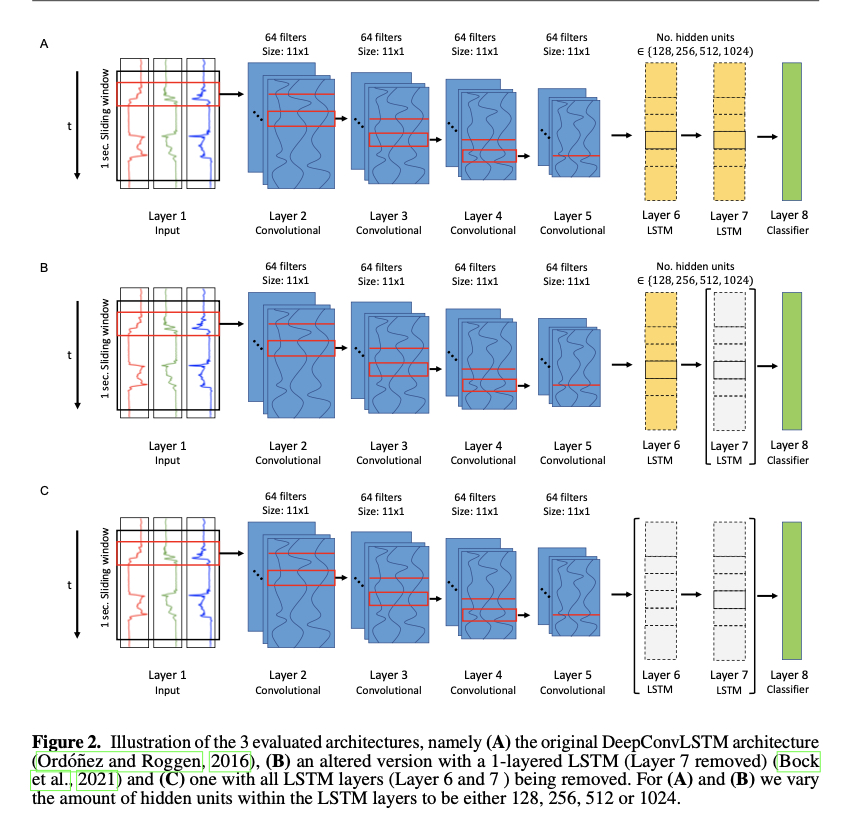 A
64 filters
Size: 11x1
64 filters
Size: 11x1
64 filters
Size: 11x1
64 filters
Size: 11x1
No. hidden units
∈ {128, 256, 512, 1024)
t
1 sec. Sliding window
Layer 1
Input
Layer 2
Convolutional
Layer 3
Convolutional
Layer 4
Convolutional
Layer 5
Convolutional
Layer 6
LSTM
Layer 7
LSTM
Layer 8
Classifier
B
64 filters
Size: 11x1
64 filters
Size: 11x1
64 filters
Size: 11x1
64 filters
Size: 11x1
No. hidden units
∈ {128, 256, 512, 1024)
t
1 sec. Sliding window
Layer 1
Input
Layer 2
Convolutional
Layer 3
Convolutional
Layer 4
Convolutional
Layer 5
Convolutional
Layer 6
LSTM
Layer 7
LSTM
Layer 8
Classifier
C
64 filters
Size: 11x1
64 filters
Size: 11x1
64 filters
Size: 11x1
64 filters
Size: 11x1
t
1 sec. Sliding window
Layer 1
Input
Layer 2
Convolutional
Layer 3
Convolutional
Layer 4
Convolutional
Layer 5
Convolutional
Layer 6
LSTM
Layer 7
LSTM
Layer 8
Classifier
Figure 2. Illustration of the 3 evaluated architectures, namely (A) the original DeepConvLSTM architecture
(Ordóñez and Roggen, 2016), (B) an altered version with a 1-layered LSTM (Layer 7 removed) (Bock
et al., 2021) and (C) one with all LSTM layers (Layer 6 and 7 ) being removed. For (A) and (B) we vary
the amount of hidden units within the LSTM layers to be either 128, 256, 512 or 1024.